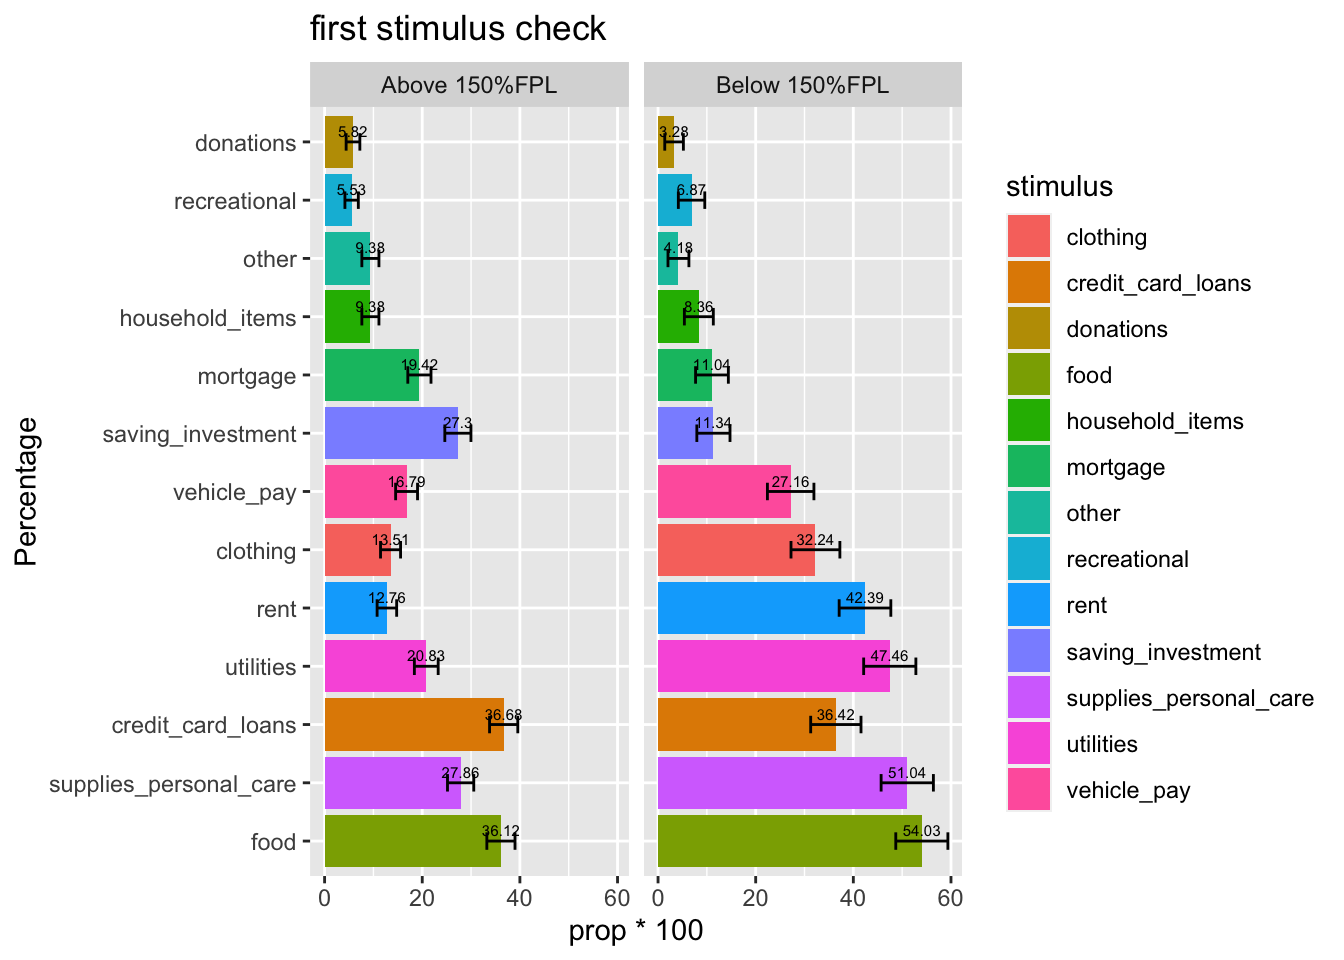 first stimulus check
Above 150%FPL
Below 150%FPL
Percentage
donations
5.82
3.28
recreational
5.53
6.87
other
9.38
4.18
household_items
9.38
8.36
mortgage
19.42
11.04
saving_investment
27.3
11.34
vehicle_pay
16.79
27.16
clothing
13.51
32.24
rent
12.76
42.39
utilities
20.83
47.46
credit_card_loans
36.68
36.42
supplies_personal_care
27.86
51.04
food
36.12
54.03
0 20 40 60
0 20 40 60
prop * 100
stimulus
clothing
credit_card_loans
donations
food
household_items
mortgage
other
recreational
rent
saving_investment
supplies_personal_care
utilities
vehicle_pay